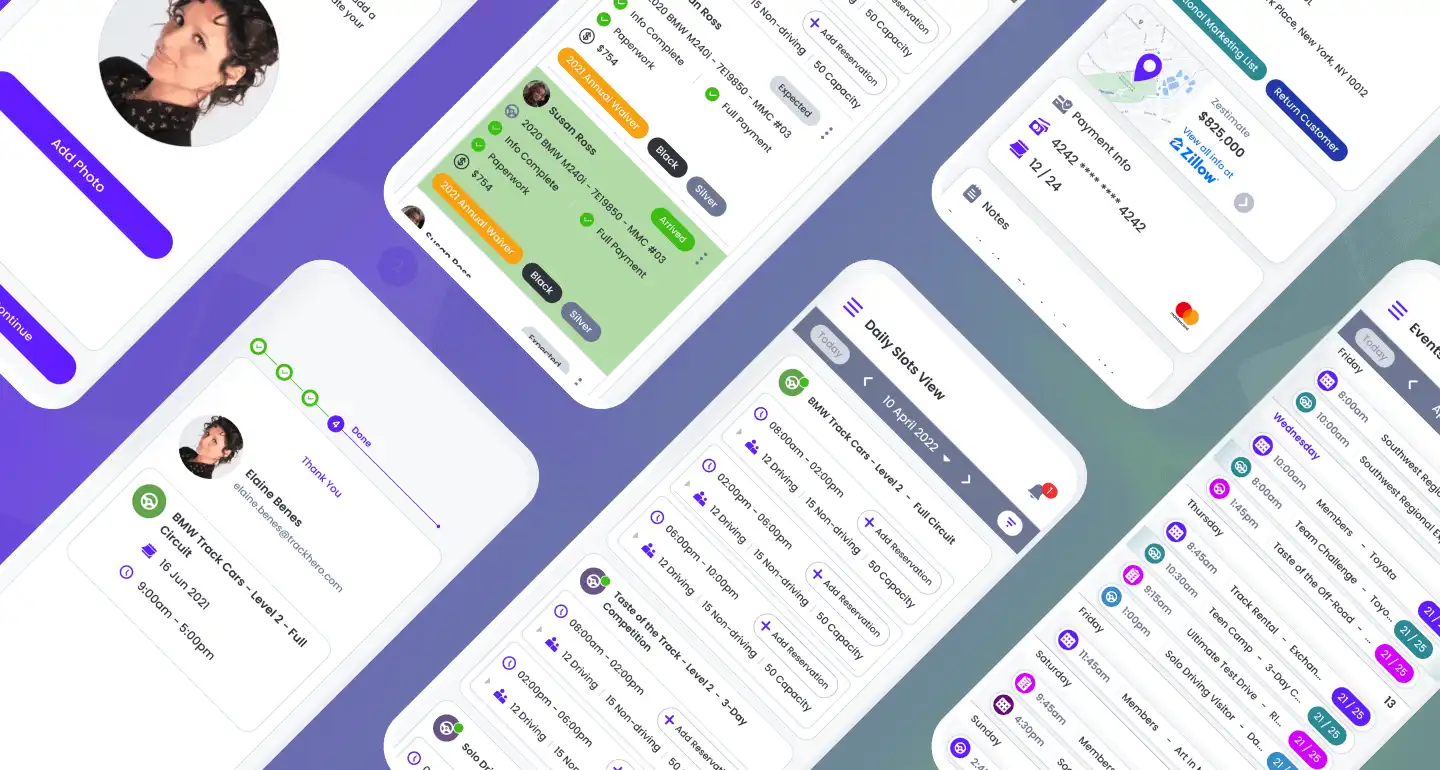 Add Photo
Continue
Thank You
Done
4
Elaine Benes
elaine.benes@trackhero.com
BMW Track Cars - Level 2 - Full
Circuit
16 Jun 2021
9:00am - 5:00pm
2020 BMW M240i - 7E19850 - MMC #03
Info Complete
Paperwork
$754
Full Payment
Expected
2021 Annual Waiver
Black
Silver
Susan Ross
2020 BMW M240i - 7E19850 - MMC #03
Info Complete
Paperwork
$754
Full Payment
Arrived
2021 Annual Waiver
Black
Silver
Susan Ross
Expected
15 Non-driving
50 Capacity
Add Reservation
15 Non-driving
50 Capacity
Add Reservation
Daily Slots View
1
Today
10 April 2022
BMW Track Cars - Level 2 - Full Circuit
08:00am - 02:00pm
12 Driving
15 Non-driving
50 Capacity
Add Reservation
02:00pm - 06:00pm
12 Driving
15 Non-driving
50 Capacity
Add Reservation
06:00pm - 10:00pm
12 Driving
15 Non-driving
50 Capacity
Add Reservation
Taste of the Track - Level 2 - 3-Day
Competition
08:00am - 02:00pm
12 Driving
15 Non-driving
50 Capacity
Add Reservation
02:00pm - 06:00pm
12 Driving
Place, New York, NY 10012
Marketing List
Return Customer
Zestimate
$825,000
View all info at
Zillow
Payment Info
4242 **** **** 4242
12 / 24
Notes
Events
Today
Friday
8:00am
Southwest
10:00am
Southwest Regional
Wednesday
10:00am
Members - Toyota
8:00am
Team Challenge - Toyo...
21 / 25
1:45pm
Taste of the Off-Road - ...
21 / 25
Thursday
13
8:45am
Track Rental - Exchan...
21 / 25
10:30am
Teen Camp - 3-Day C...
21 / 25
9:15am
Ultimate Test Drive - Ri...
21 / 25
1:00pm
Solo Driving Visitor - Da...
Friday
11:45am
Members - Art in
Saturday
9:45am
Members
4:30pm
Sunday